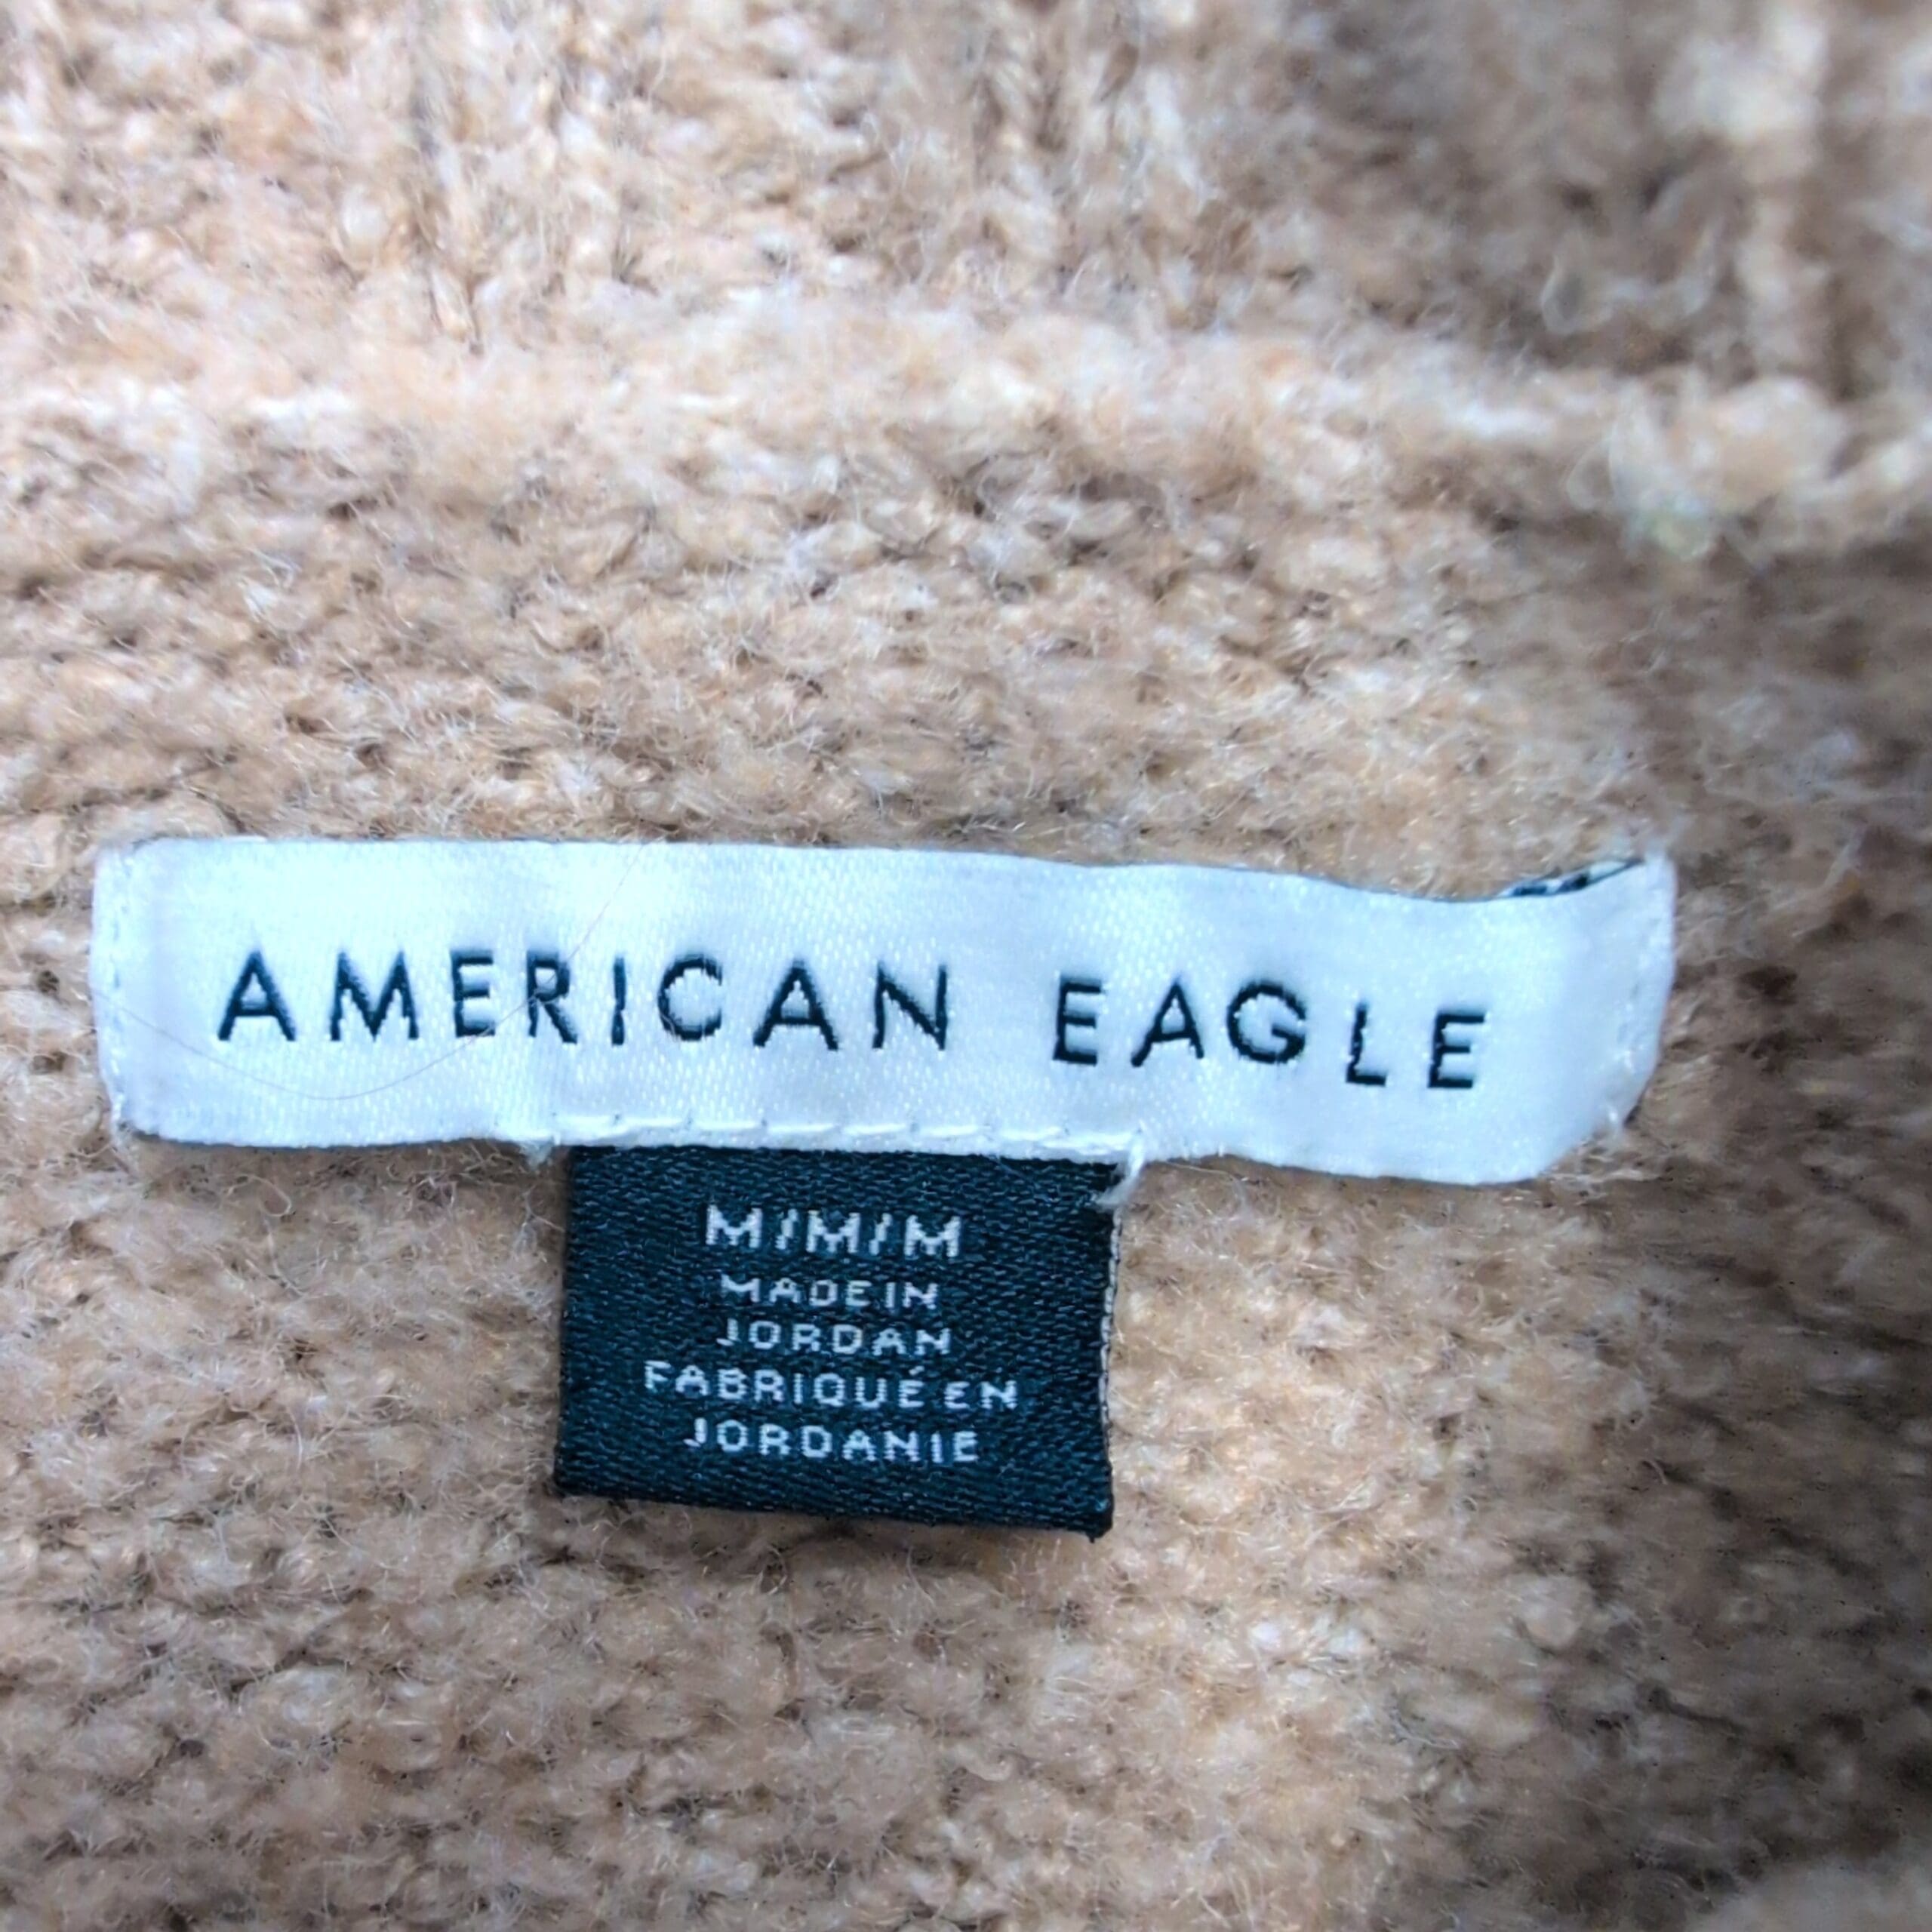 AMERICAN EAGLE
M/M/M
MADE IN
JORDAN
FABRIQUÉ EN
JORDANIE